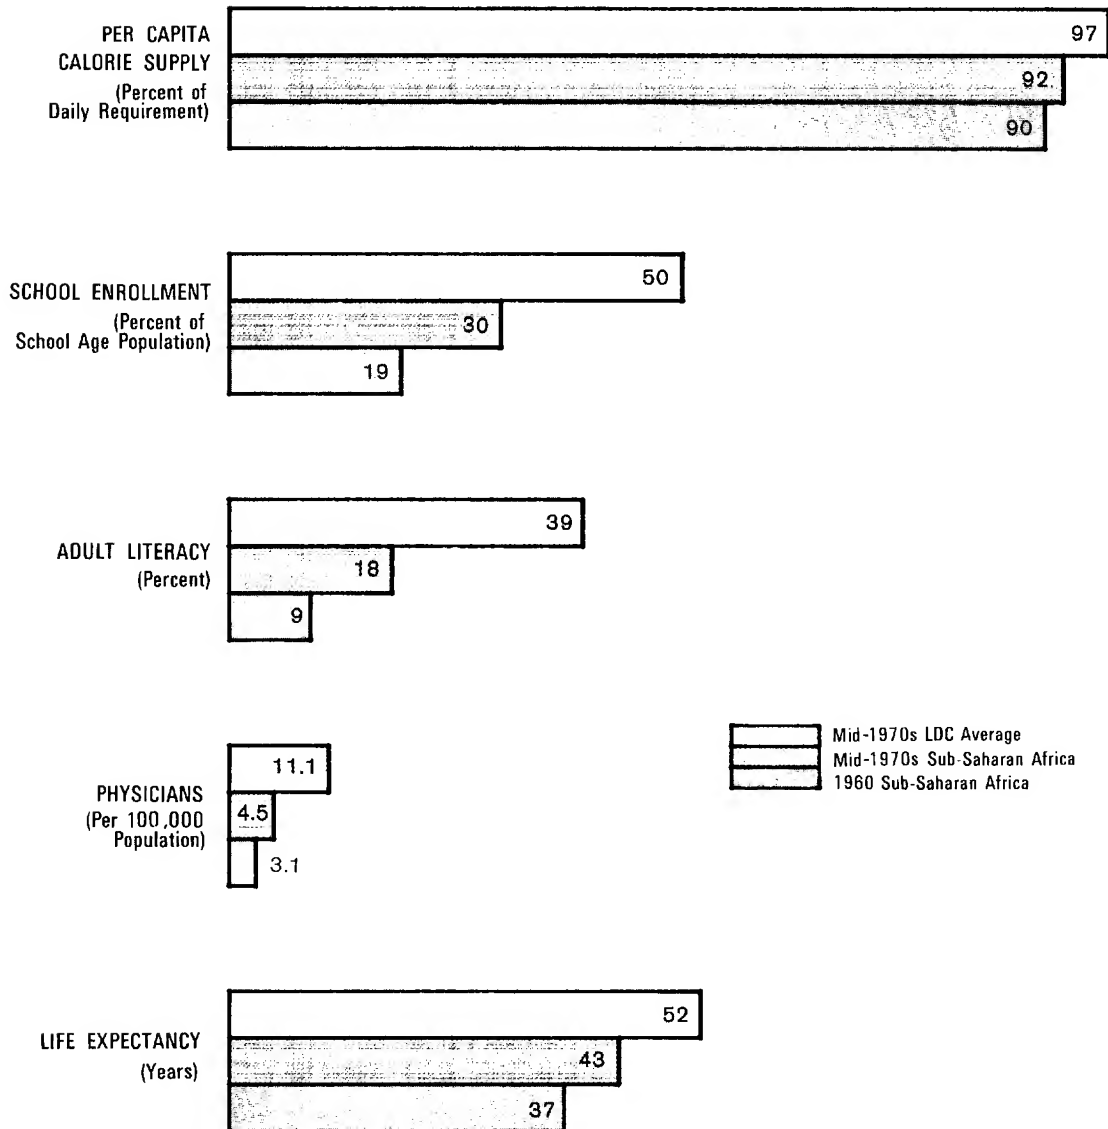 PER CAPITA
CALORIE SUPPLY
(Percent of
Daily Requirement)
97
92
90
SCHOOL ENROLLMENT
(Percent of
School Age Population)
50
30
19
ADULT LITERACY
(Percent)
39
18
9
PHYSICIANS
(Per 100,000
Population)
11.1
4.5
3.1
Mid-1970s LDC Average
Mid-1970s Sub-Saharan Africa
1960 Sub-Saharan Africa
LIFE EXPECTANCY
(Years)
52
43
37